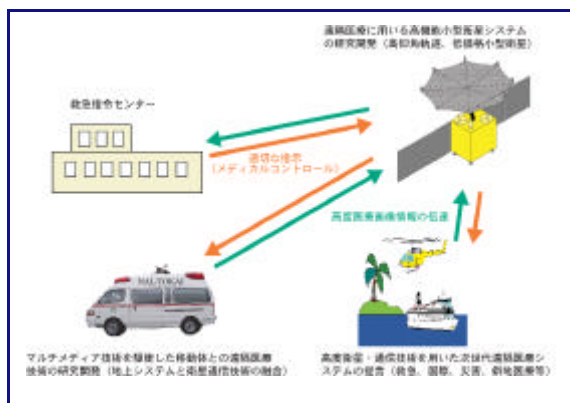 遠隔医療に用いる高機能小型衛星システム
の研究開発（高仰角軌道、低価格小型衛星）
救急指令センター
適切な指示
（メディカルコントロール）
高度医療画像情報の伝達
マルチメディア技術を駆使した移動体との遠隔医療
技術の研究開発（地上システムと衛星通信技術の融合）
高度衛星・通信技術を用いた次世代遠隔医療シ
ステムの提言（救急、国際、災害、僻地医療等）